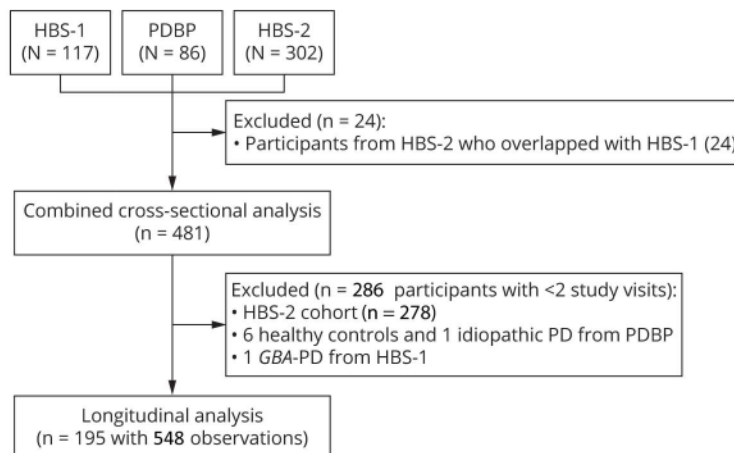 HBS-1
(N = 117)
PDBP
(N = 86)
HBS-2
(N = 302)
Excluded (n = 24):
• Participants from HBS-2 who overlapped with HBS-1 (24)
Combined cross-sectional analysis
(n = 481)
Excluded (n = 286 participants with <2 study visits):
• HBS-2 cohort (n = 278)
• 6 healthy controls and 1 idiopathic PD from PDBP
• 1 GBA-PD from HBS-1
Longitudinal analysis
(n = 195 with 548 observations)